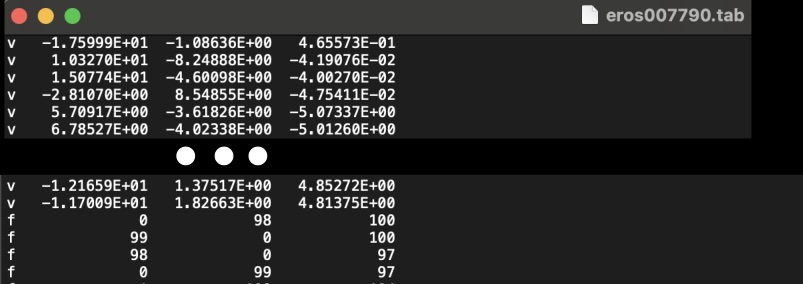 eros007790.tab
v -1.75999E+01 -1.08636E+00 4.65573E-01
v 1.03270E+01 -8.24888E+00 -4.19076E-02
v 1.50774E+01 -4.60098E+00 -4.00270E-02
v -2.81070E+00 8.54855E+00 -4.75411E-02
v 5.70917E+00 -3.61826E+00 -5.07337E+00
v 6.78527E+00 -4.02338E+00 -5.01260E+00
v -1.21659E+01 1.37517E+00 4.85272E+00
v -1.17009E+01 1.82663E+00 4.81375E+00
f 0 98 100
f 99 0 100
f 98 0 97
f 0 99 97